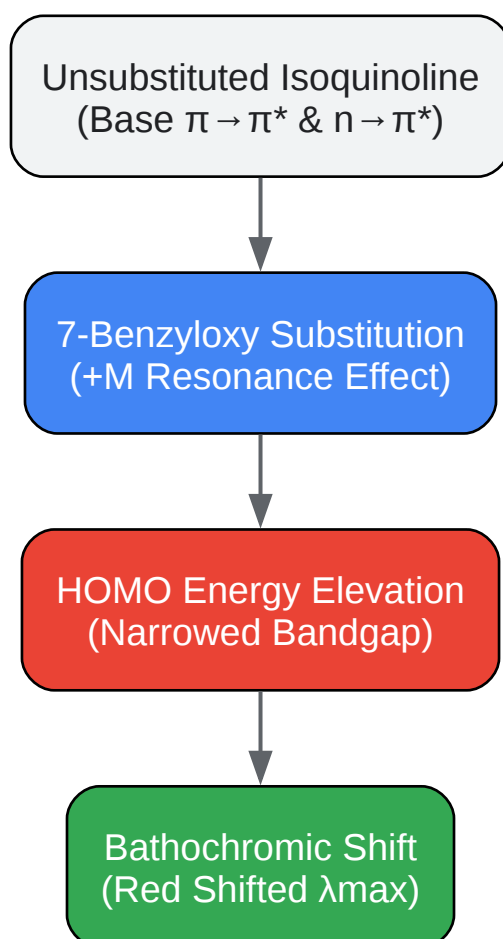 Unsubstituted Isoquinoline
(Base π→π* & n→π*)
7-Benzyloxy Substitution
(+M Resonance Effect)
HOMO Energy Elevation
(Narrowed Bandgap)
Bathochromic Shift
(Red Shifted λmax)